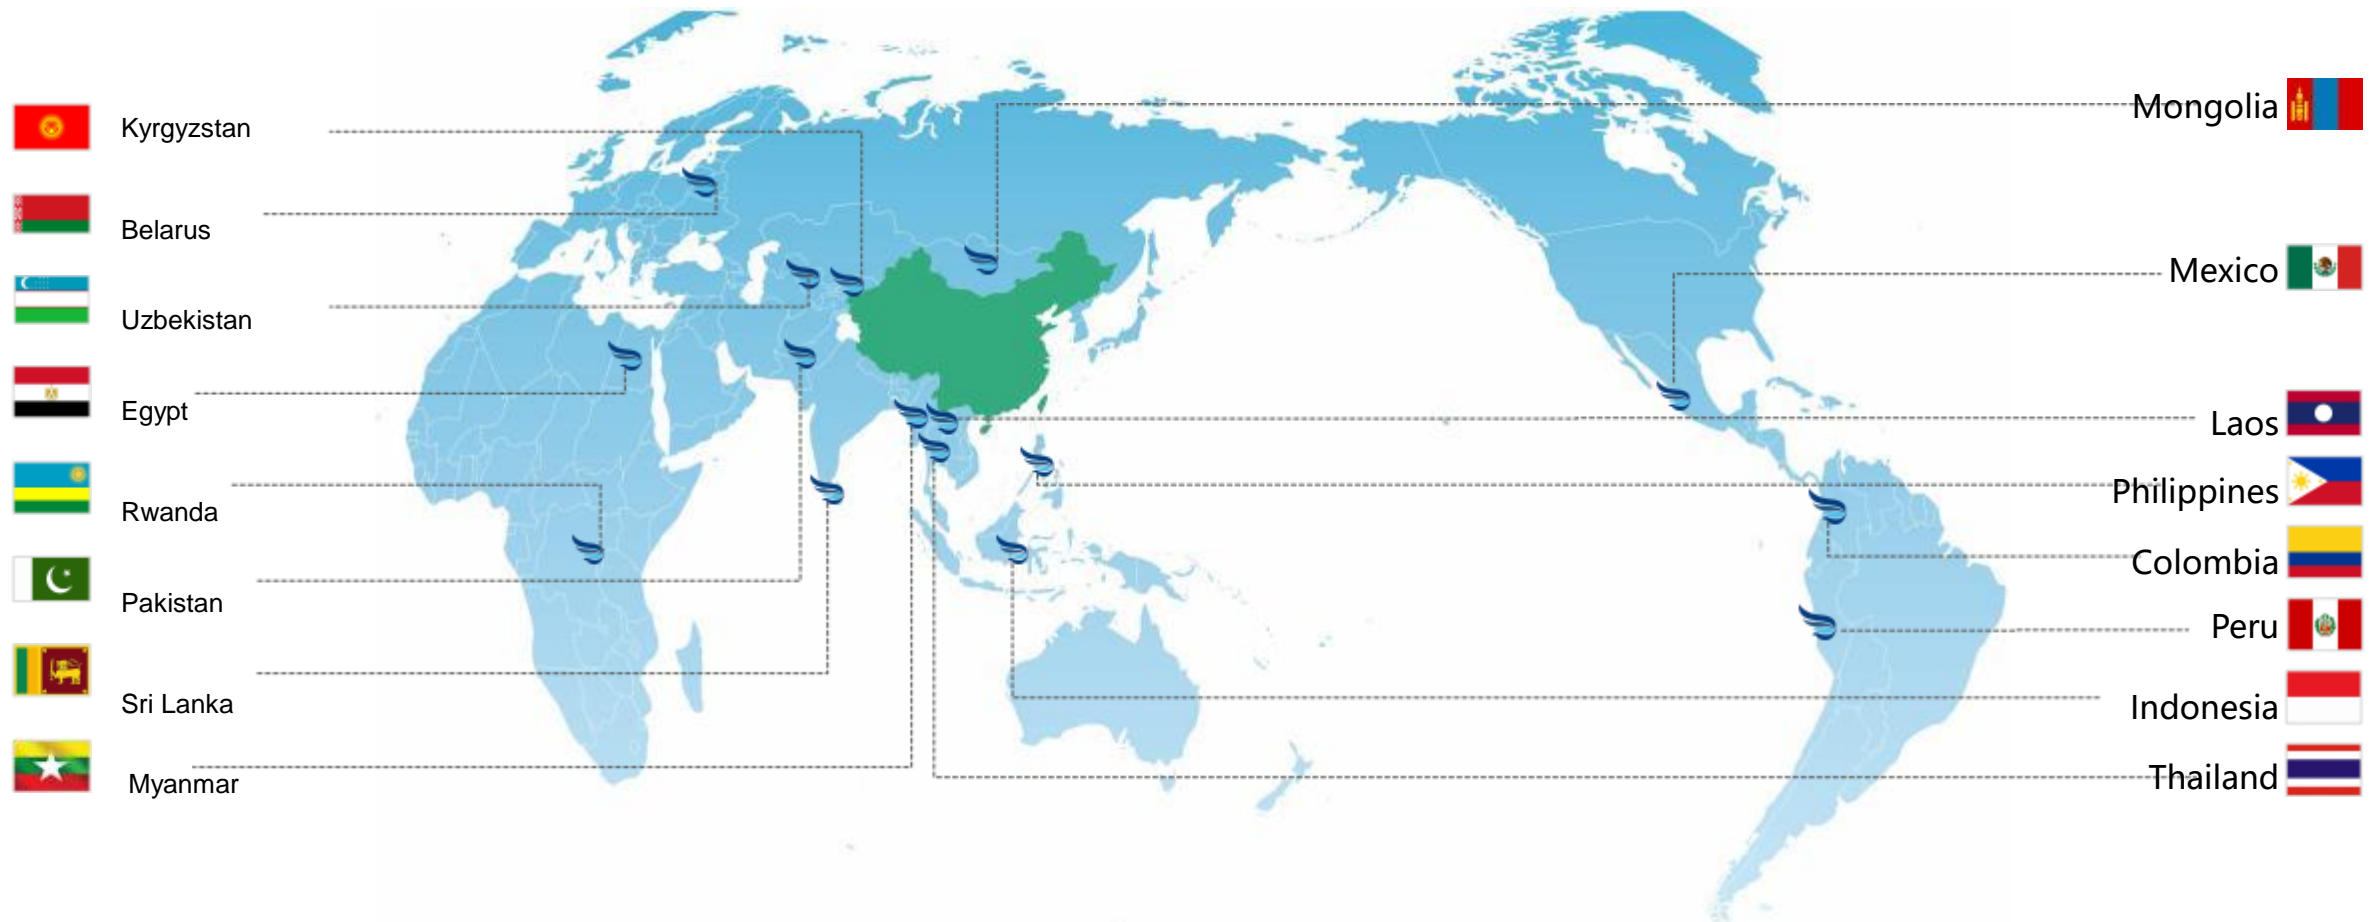 Kyrgyzstan
Belarus
Uzbekistan
Egypt
Rwanda
Pakistan
Sri Lanka
Myanmar
Mongolia
Mexico
Laos
Philippines
Colombia
Peru
Indonesia
Thailand